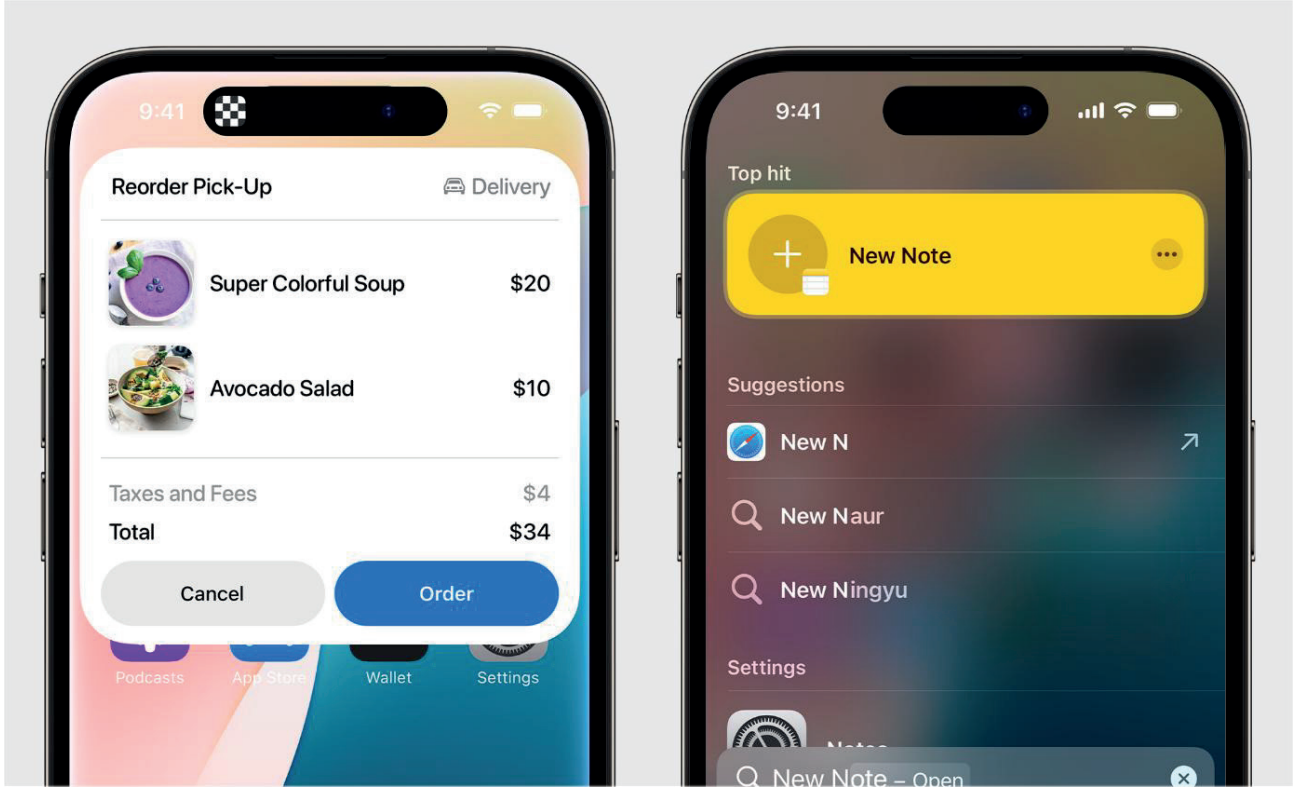 9:41
Reorder Pick-Up Delivery
Super Colorful Soup $20
Avocado Salad $10
Taxes and Fees $4
Total $34
Cancel Order
Podcasts App Store Wallet Settings
9:41
Top hit
New Note
Suggestions
New N
New Naur
New Ningyu
Settings
Notes
New Note – Open